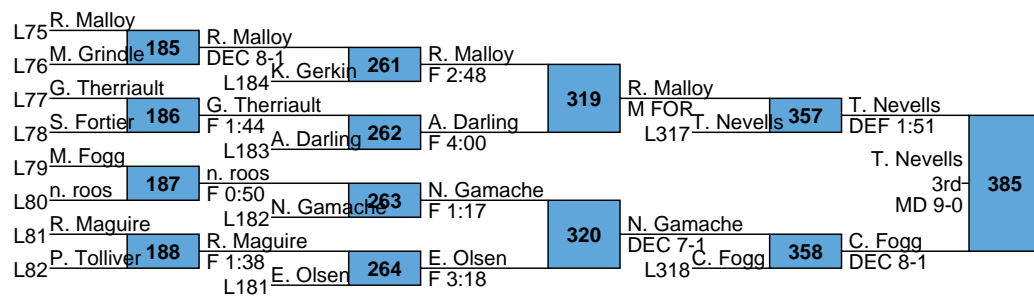 L75 R. Malloy
L76 M. Grindle 185
R. Malloy
DEC 8-1
L184 K. Gerkin 261
R. Malloy
F 2:48
L77 G. Therriault
L78 S. Fortier 186
G. Therriault
F 1:44
L183 A. Darling 262
A. Darling
F 4:00
319
R. Malloy
M FOR
L317 T. Nevells 357
T. Nevells
DEF 1:51
L79 M. Fogg
L80 n. roos 187
n. roos
F 0:50
L182 N. Gamache 263
N. Gamache
F 1:17
L81 R. Maguire
L82 P. Tolliver 188
R. Maguire
F 1:38
L181 E. Olsen 264
E. Olsen
F 3:18
320
N. Gamache
DEC 7-1
L318 C. Fogg 358
C. Fogg
DEC 8-1
T. Nevells
3rd
MD 9-0
385